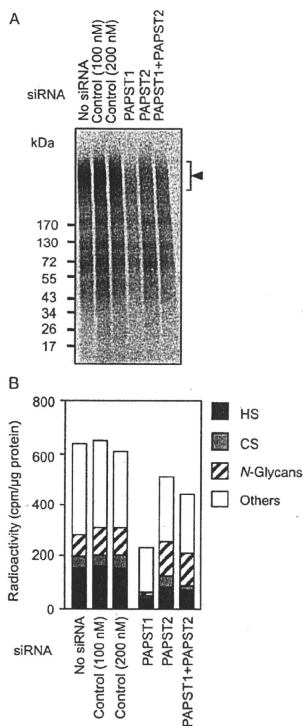 A
siRNA
No siRNA
Control (100 nM)
Control (200 nM)
PAPST1
PAPST2
PAPST1+PAPST2
kDa
170
130
72
55
43
34
26
17
B
Radioactivity (cpm/µg protein)
800
600
400
200
0
HS
CS
N-Glycans
Others
siRNA
No siRNA
Control (100 nM)
Control (200 nM)
PAPST1
PAPST2
PAPST1+PAPST2